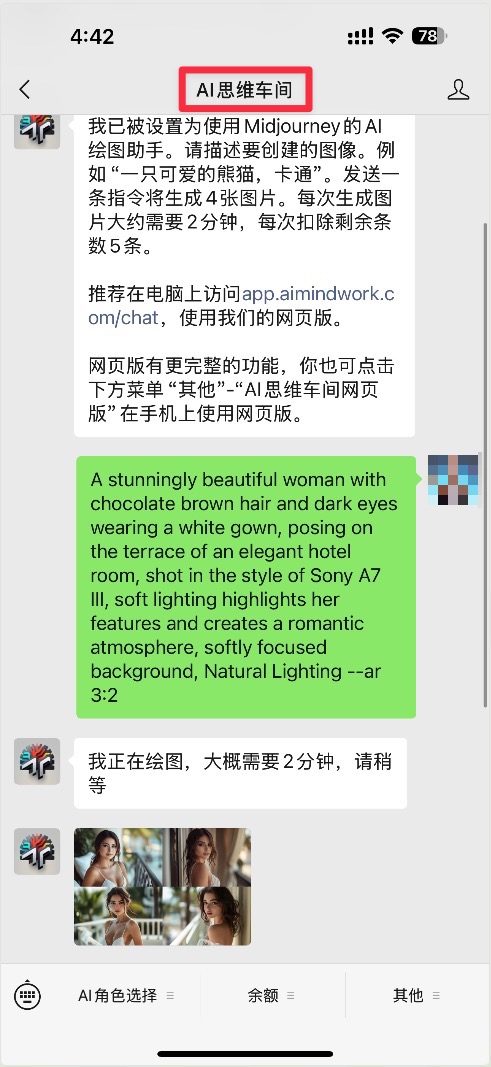 4:42
78
AI思维车间
我已被设置为使用Midjourney的AI
绘图助手。请描述要创建的图像。例
如“一只可爱的熊猫，卡通”。发送一
条指令将生成4张图片。每次生成图
片大约需要2分钟，每次扣除剩余条
数5条。
推荐在电脑上访问app.aimindwork.c
om/chat，使用我们的网页版。
网页版有更完整的功能，你也可点击
下方菜单“其他”-“AI思维车间网页
版”在手机上使用网页版。
A stunningly beautiful woman with
chocolate brown hair and dark eyes
wearing a white gown, posing on
the terrace of an elegant hotel
room, shot in the style of Sony A7
III, soft lighting highlights her
features and creates a romantic
atmosphere, softly focused
background, Natural Lighting --ar
3:2
我正在绘图，大概需要2分钟，请稍
等
AI角色选择
余额
其他